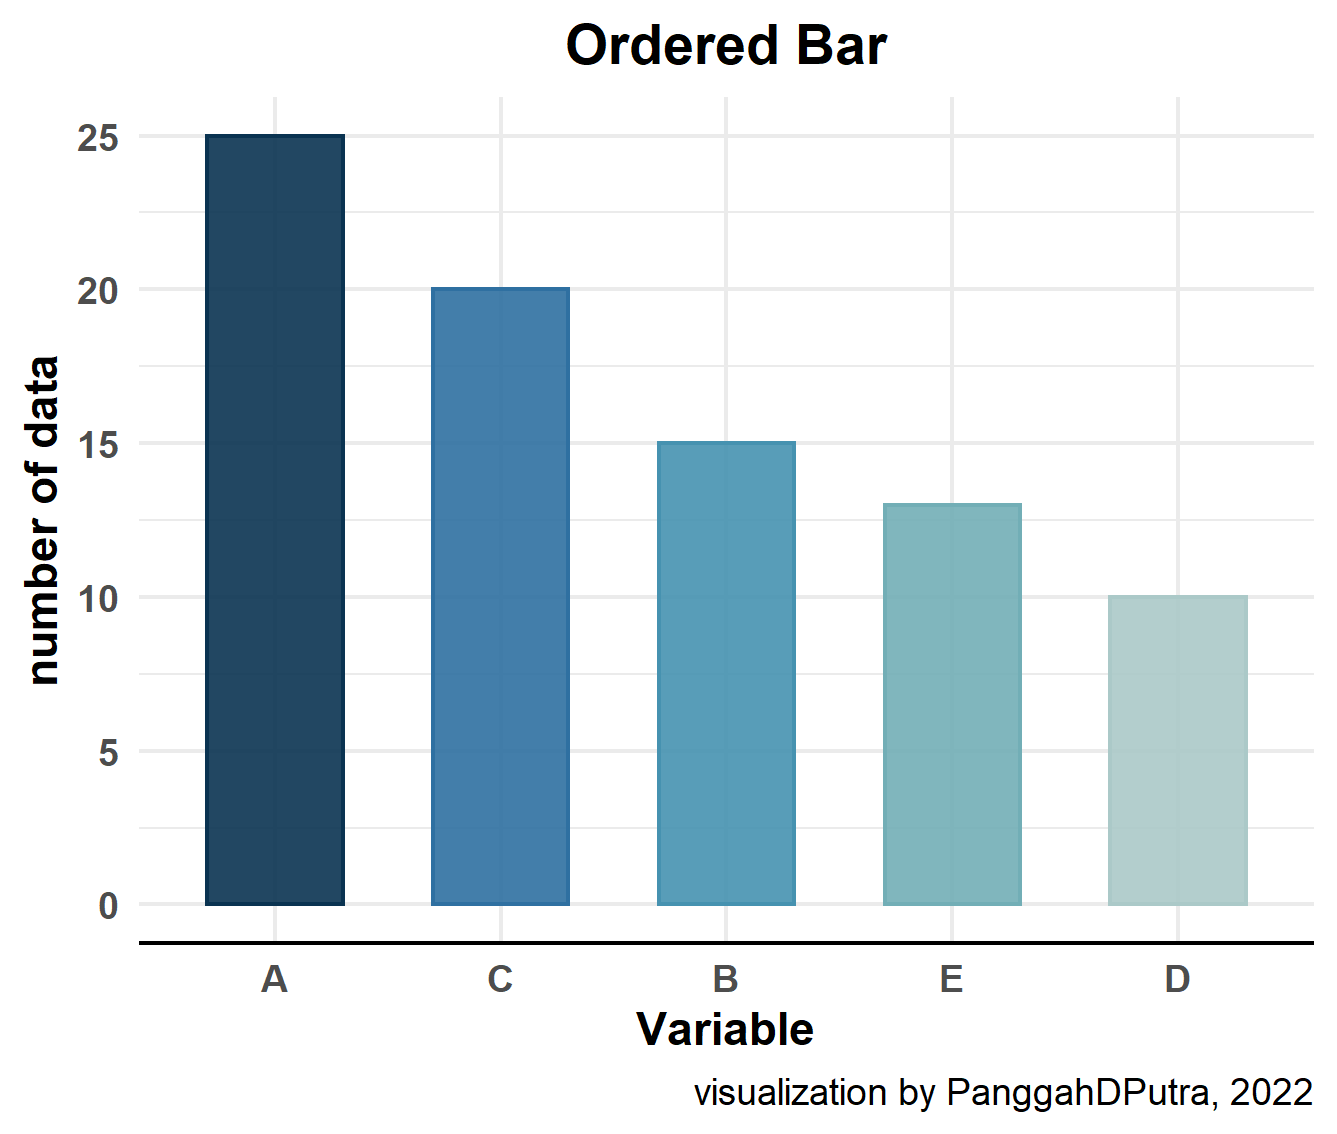 Ordered Bar
25
20
15
10
5
0
number of data
A C B E D
Variable
visualization by PanggahDPutra, 2022